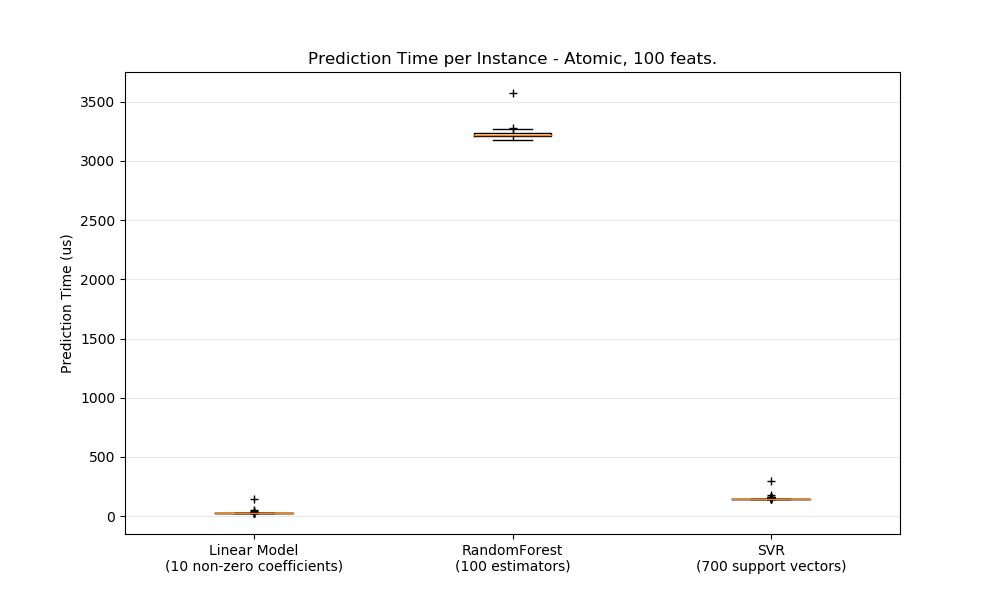 Prediction Time per Instance - Atomic, 100 feats.
Prediction Time (us)
3500
3000
2500
2000
1500
1000
500
0
Linear Model
(10 non-zero coefficients)
RandomForest
(100 estimators)
SVR
(700 support vectors)